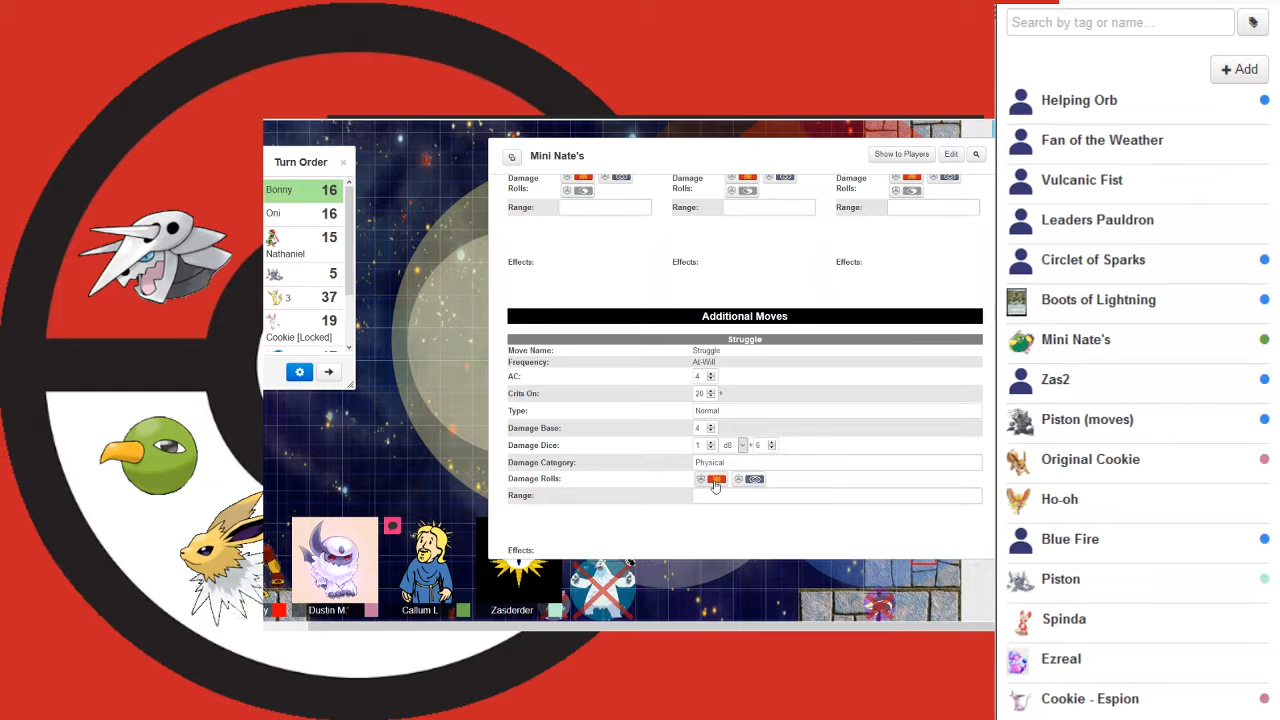 Search by tag or name...
+ Add
Helping Orb
Fan of the Weather
Vulcanic Fist
Leaders Pauldron
Circlet of Sparks
Boots of Lightning
Mini Nate's
Zas2
Piston (moves)
Original Cookie
Ho-oh
Blue Fire
Piston
Spinda
Ezreal
Cookie - Espion
Turn Order ×
Bonny 16
Oni 16
15
Nathaniel
5
3 37
19
Cookie [Locked]
Mini Nate's
Show to Players Edit
Damage Rolls: Damage Rolls: Damage Rolls:
Range: Range: Range:
Effects: Effects: Effects:
Additional Moves
Struggle
Move Name: Struggle
Frequency: At-Will
AC: 4
Crits On: 20 +
Type: Normal
Damage Base: 4
Damage Dice: 1 d8 + 6
Damage Category: Physical
Damage Rolls:
Range:
Effects:
Dustin M. Callum L Zasderder